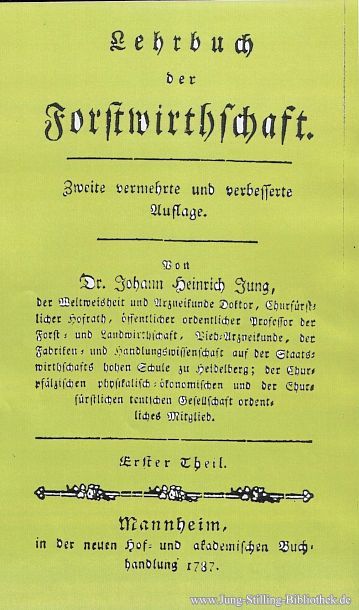 Lehrbuch
der
Forstwirthschaft.
Zweite vermehrte und verbesserte
Auflage.
Von
Dr. Johann Heinrich Jung,
der Weltweisheit und Arzneikunde Doktor, Churfürst-
licher Hofrath, öffentlicher ordentlicher Professor der
Forst- und Landwirthschaft, Vieh-Arzneikunde, der
Fabriken- und Handlungswissenschaft auf der Staats-
wirthschafts hohen Schule zu Heidelberg; der Chur-
pfälzischen physikalisch-ökonomischen und der Chur-
fürstlichen teutschen Gesellschaft ordent-
liches Mitglied.
Erster Theil.
Mannheim,
in der neuen Hof- und akademischen Buch-
handlung 1787.
www.Jung-Stilling-Bibliothek.de